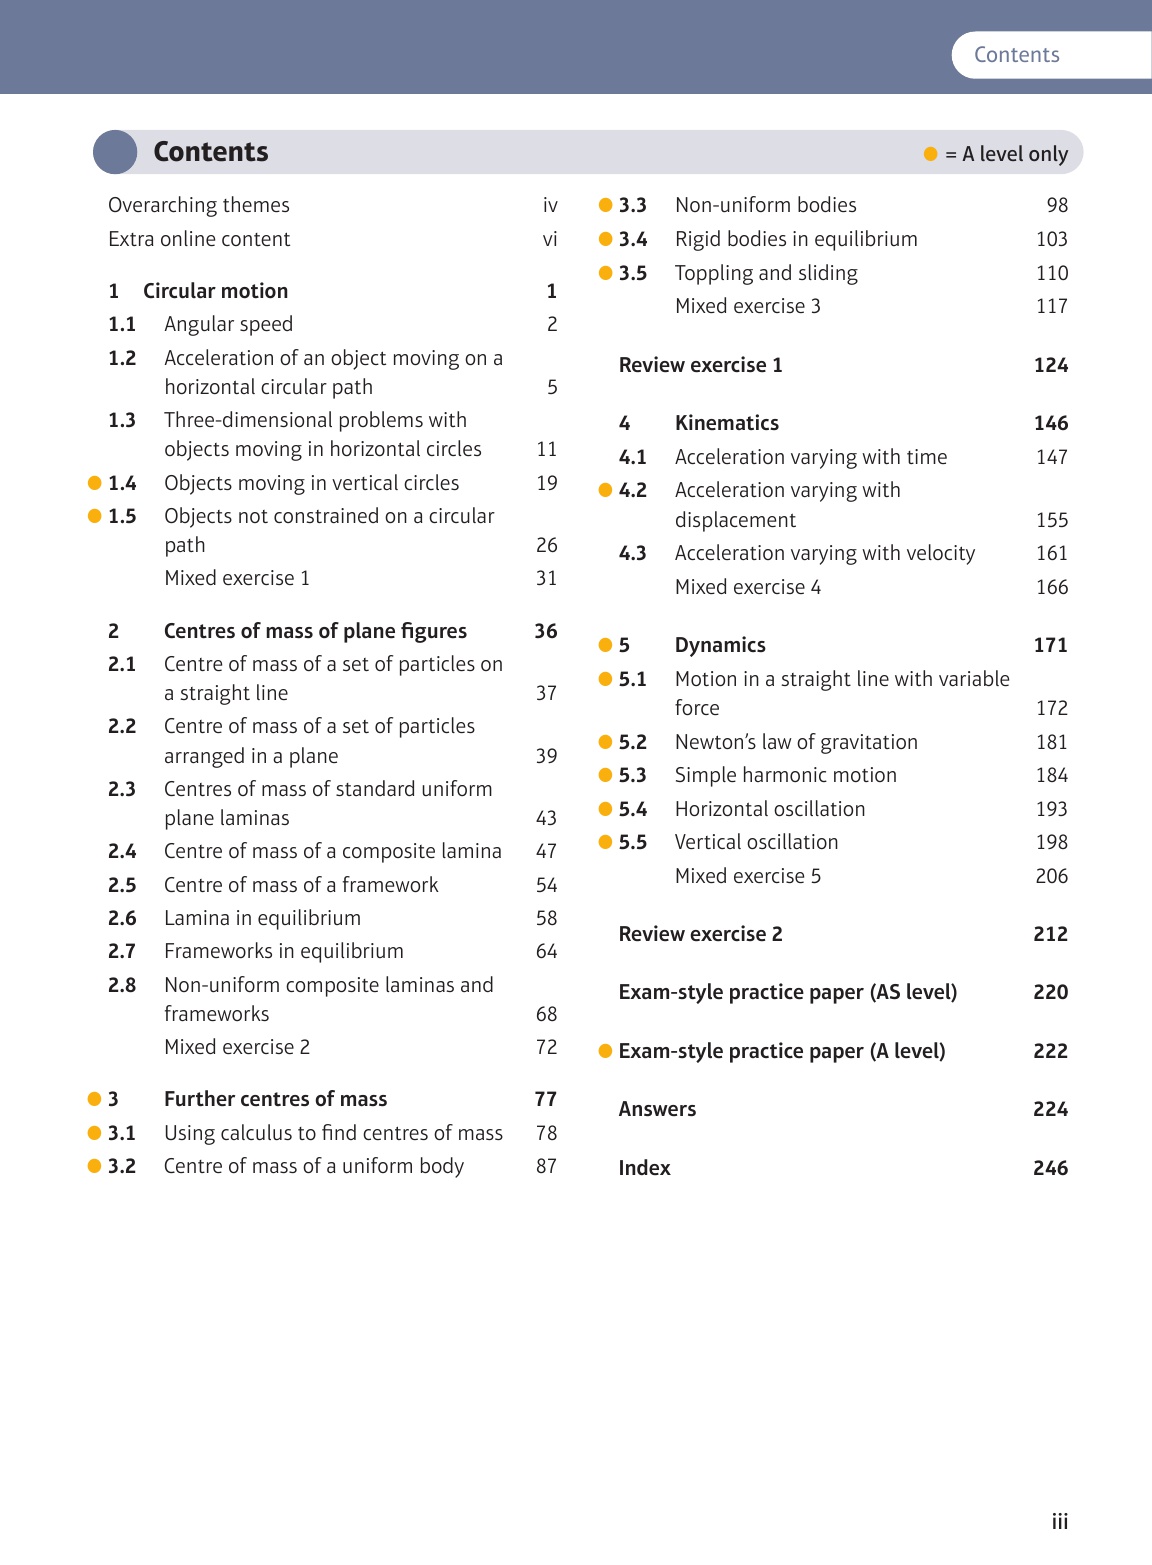 Contents
Contents
● = A level only
Overarching themes iv
Extra online content vi
1 Circular motion 1
1.1 Angular speed 2
1.2 Acceleration of an object moving on a
horizontal circular path 5
1.3 Three-dimensional problems with
objects moving in horizontal circles 11
● 1.4 Objects moving in vertical circles 19
● 1.5 Objects not constrained on a circular
path 26
Mixed exercise 1 31
2 Centres of mass of plane figures 36
2.1 Centre of mass of a set of particles on
a straight line 37
2.2 Centre of mass of a set of particles
arranged in a plane 39
2.3 Centres of mass of standard uniform
plane laminas 43
2.4 Centre of mass of a composite lamina 47
2.5 Centre of mass of a framework 54
2.6 Lamina in equilibrium 58
2.7 Frameworks in equilibrium 64
2.8 Non-uniform composite laminas and
frameworks 68
Mixed exercise 2 72
● 3 Further centres of mass 77
● 3.1 Using calculus to find centres of mass 78
● 3.2 Centre of mass of a uniform body 87
● 3.3 Non-uniform bodies 98
● 3.4 Rigid bodies in equilibrium 103
● 3.5 Toppling and sliding 110
Mixed exercise 3 117
Review exercise 1 124
4 Kinematics 146
4.1 Acceleration varying with time 147
● 4.2 Acceleration varying with
displacement 155
4.3 Acceleration varying with velocity 161
Mixed exercise 4 166
● 5 Dynamics 171
● 5.1 Motion in a straight line with variable
force 172
● 5.2 Newton’s law of gravitation 181
● 5.3 Simple harmonic motion 184
● 5.4 Horizontal oscillation 193
● 5.5 Vertical oscillation 198
Mixed exercise 5 206
Review exercise 2 212
Exam-style practice paper (AS level) 220
● Exam-style practice paper (A level) 222
Answers 224
Index 246
iii